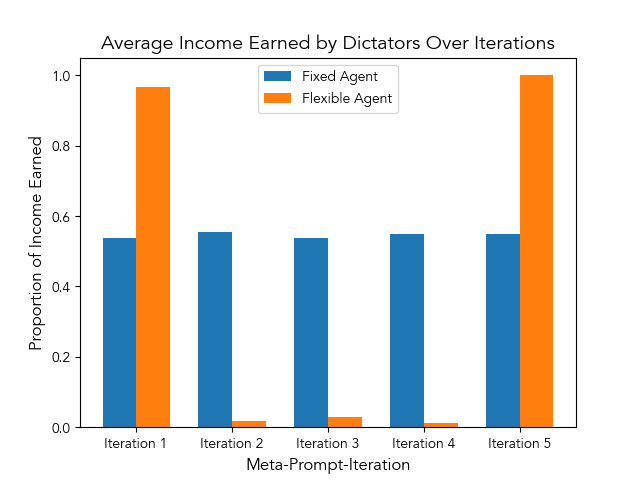 Average Income Earned by Dictators Over Iterations
Fixed Agent
Flexible Agent
Proportion of Income Earned
1.0
0.8
0.6
0.4
0.2
0.0
Iteration 1 Iteration 2 Iteration 3 Iteration 4 Iteration 5
Meta-Prompt-Iteration